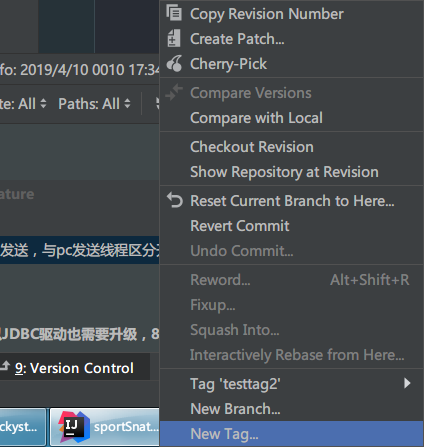 Copy Revision Number
Create Patch...
Cherry-Pick
fo: 2019/4/10 0010 17:34
te: All Paths: All
Compare Versions
Compare with Local
Checkout Revision
Show Repository at Revision
ature
Reset Current Branch to Here...
Revert Commit
发送，与pc发送线程区分
Undo Commit...
Reword... Alt+Shift+R
Fixup...
JDBC驱动也需要升级，8
Squash Into...
Interactively Rebase from Here...
9: Version Control
Tag 'testtag2'
New Branch...
ckyst... IJ sportSnat...
New Tag...